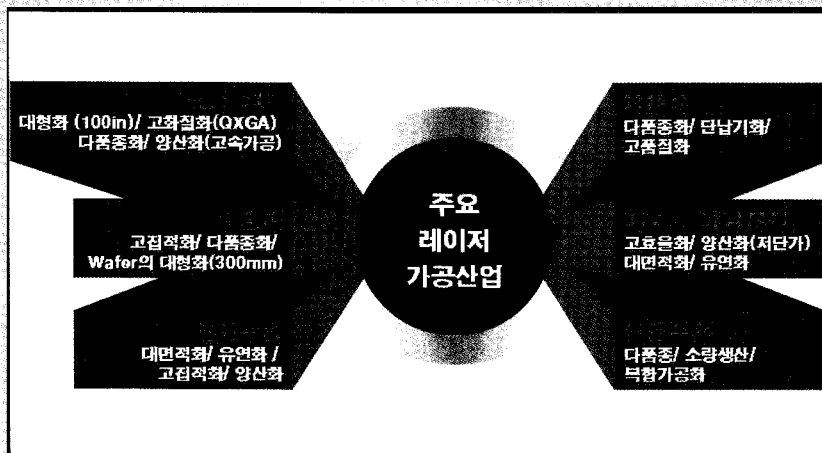 대형화 (100in)/ 고화질화(QXGA)
다품종화/ 양산화(고속가공)
고집적화/ 다품종화/
Wafer의 대형화(300mm)
대면적화/ 유연화 /
고집적화/ 양산화
주요
레이저
가공산업
다품종화/ 단납기화/
고품질화
고효율화/ 양산화(저단가)
대면적화/ 유연화
다품종/ 소량생산/
복합가공화